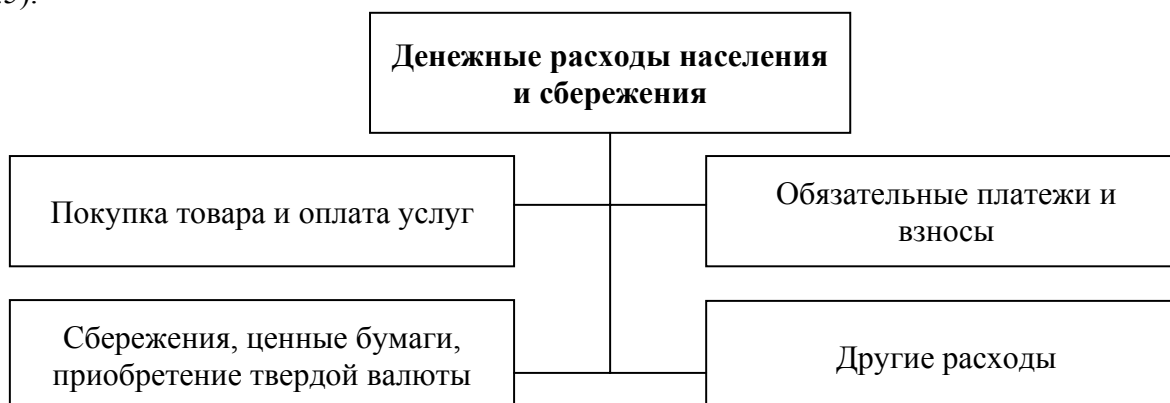 Денежные расходы населения
и сбережения
Покупка товара и оплата услуг
Обязательные платежи и
взносы
Сбережения, ценные бумаги,
приобретение твердой валюты
Другие расходы